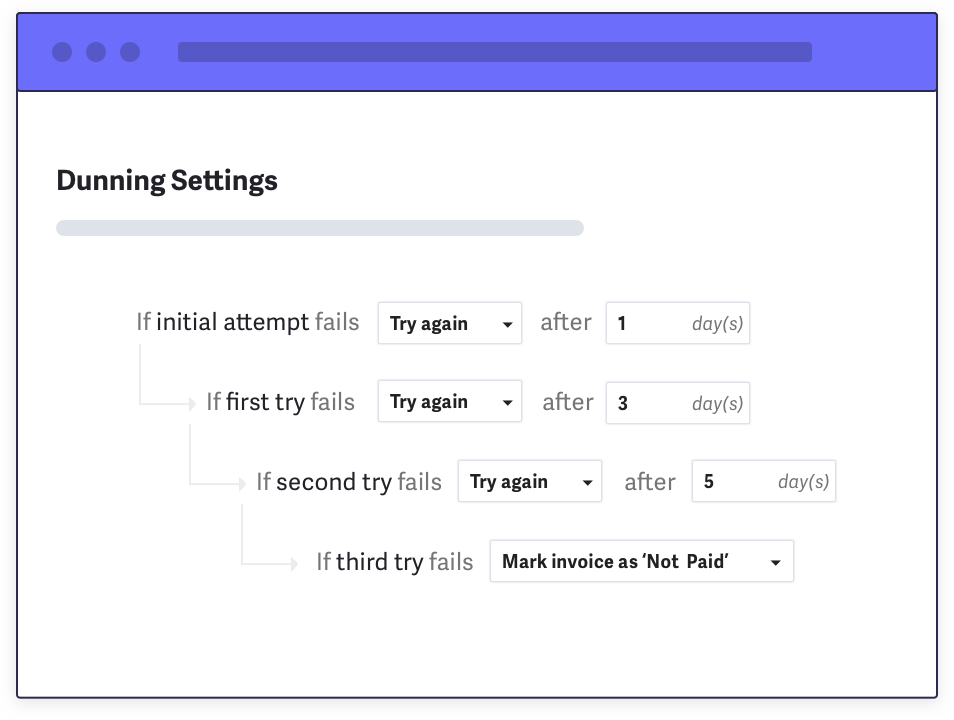 Dunning Settings
If initial attempt fails Try again after 1 day(s)
If first try fails Try again after 3 day(s)
If second try fails Try again after 5 day(s)
If third try fails Mark invoice as ‘Not Paid’